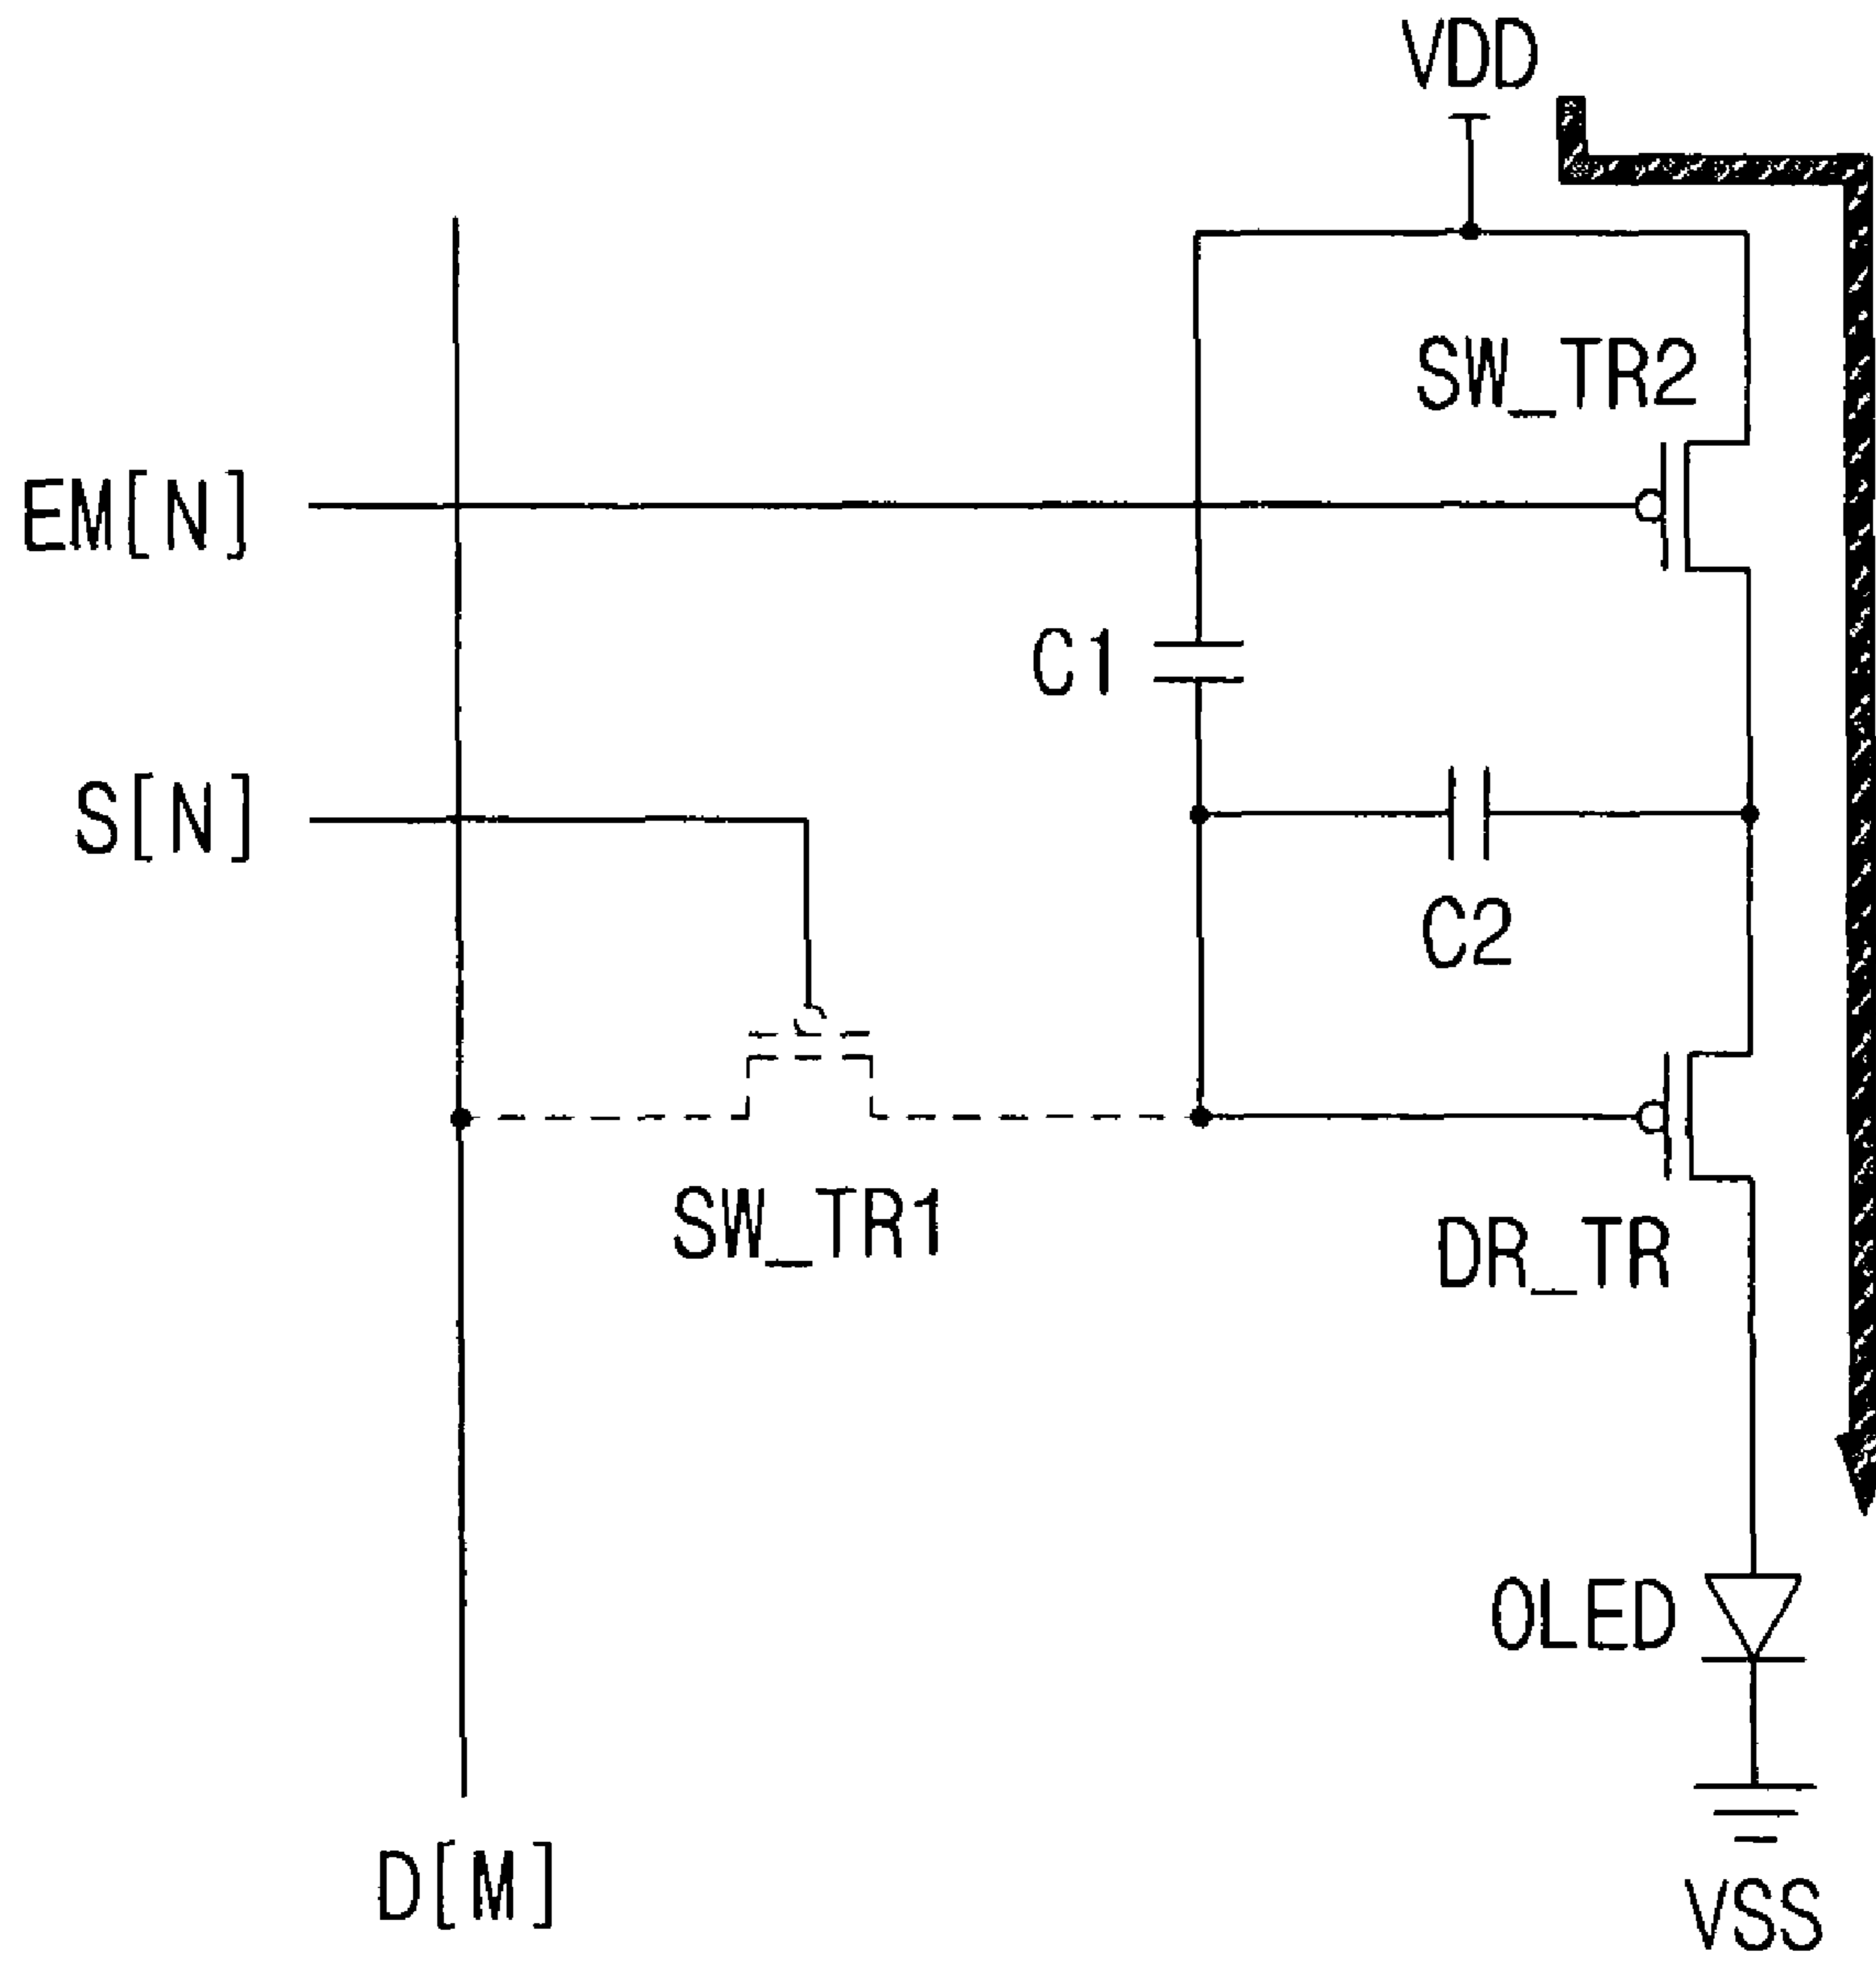 VDD
SW_TR2
EM[N]
C1
S[N]
C2
SW_TR1
DR_TR
OLED
D[M]
VSS